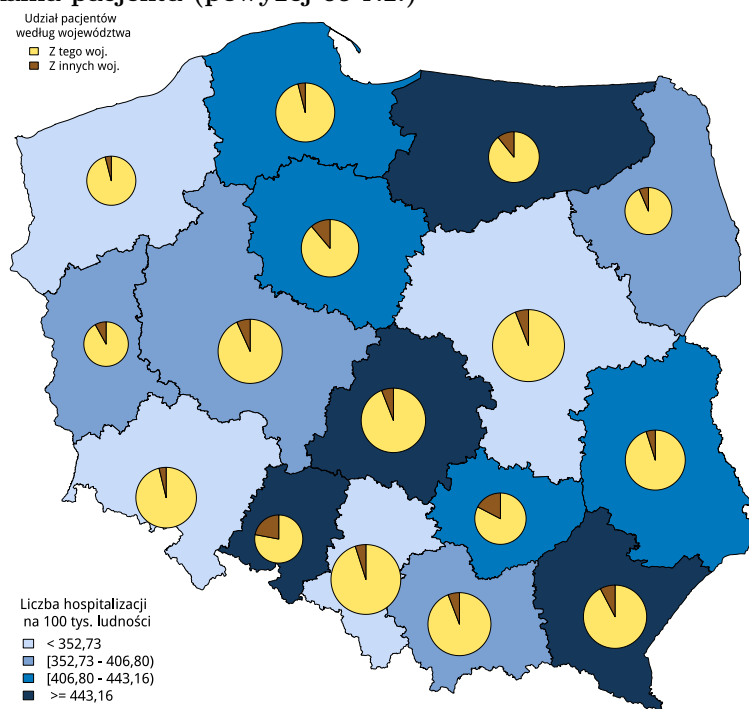 Udział pacjentów
według województwa
Z tego woj.
Z innych woj.
Liczba hospitalizacji
na 100 tys. ludności
< 352,73
[352,73 - 406,80)
[406,80 - 443,16)
>= 443,16